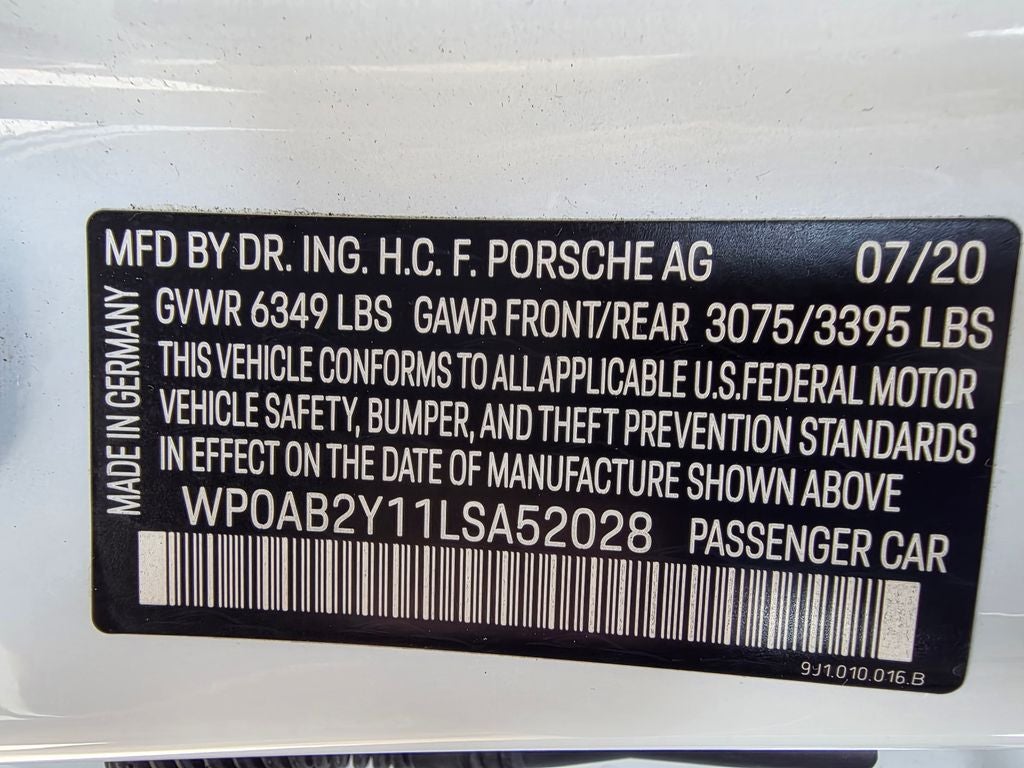 MFD BY DR. ING. H.C. F. PORSCHE AG 07/20
GVWR 6349 LBS GAWR FRONT/REAR 3075/3395 LBS
THIS VEHICLE CONFORMS TO ALL APPLICABLE U.S.FEDERAL MOTOR
VEHICLE SAFETY, BUMPER, AND THEFT PREVENTION STANDARDS
IN EFFECT ON THE DATE OF MANUFACTURE SHOWN ABOVE
MADE IN GERMANY
WP0AB2Y11LSA52028 PASSENGER CAR
9J1.010.016.B